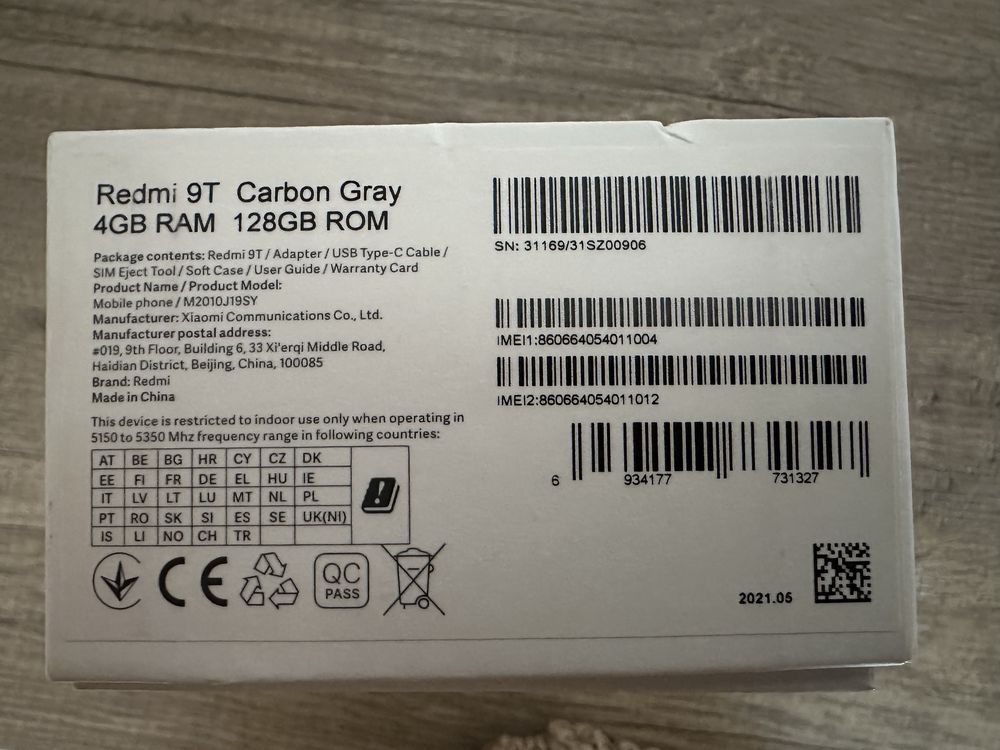 Redmi 9T Carbon Gray
4GB RAM 128GB ROM
Package contents: Redmi 9T / Adapter / USB Type-C Cable /
SIM Eject Tool / Soft Case / User Guide / Warranty Card
Product Name / Product Model:
Mobile phone / M2010J19SY
Manufacturer: Xiaomi Communications Co., Ltd.
Manufacturer postal address:
#019, 9th Floor, Building 6, 33 Xi'erqi Middle Road,
Haidian District, Beijing, China, 100085
Brand: Redmi
Made in China
This device is restricted to indoor use only when operating in
5150 to 5350 Mhz frequency range in following countries:
AT BE BG HR CY CZ DK
EE FI FR DE EL HU IE
IT LV LT LU MT NL PL
PT RO SK SI ES SE UK(NI)
IS LI NO CH TR
CE
QC
PASS
SN: 31169/31SZ00906
IMEI1:860664054011004
IMEI2:860664054011012
6 934177 731327
2021.05